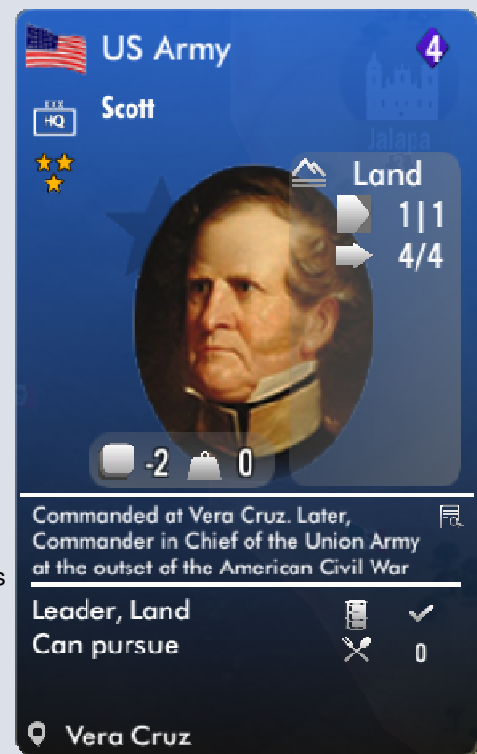 US Army
4
XXX
HQ
Scott
Jalapa
Land
1|1
4/4
-2 0
Commanded at Vera Cruz. Later,
Commander in Chief of the Union Army
at the outset of the American Civil War
s
Leader, Land
Can pursue
0
Vera Cruz